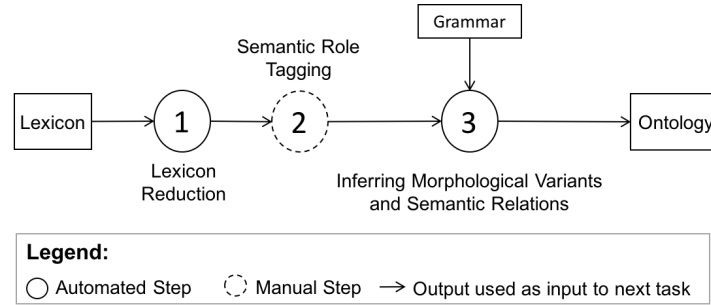 Grammar
Semantic Role
Tagging
Lexicon
1
2
3
Ontology
Lexicon
Reduction
Inferring Morphological Variants
and Semantic Relations
Legend:
Automated Step
Manual Step
Output used as input to next task